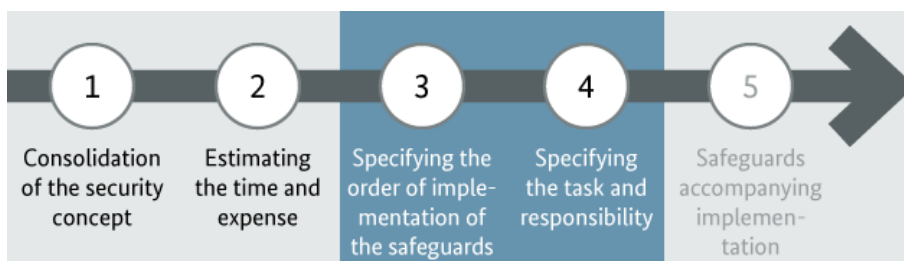 1
Consolidation
of the security
concept
2
Estimating
the time and
expense
3
Specifying the
order of imple-
mentation of
the safeguards
4
Specifying
the task and
responsibility
5
Safeguards
accompanying
implemen-
tation